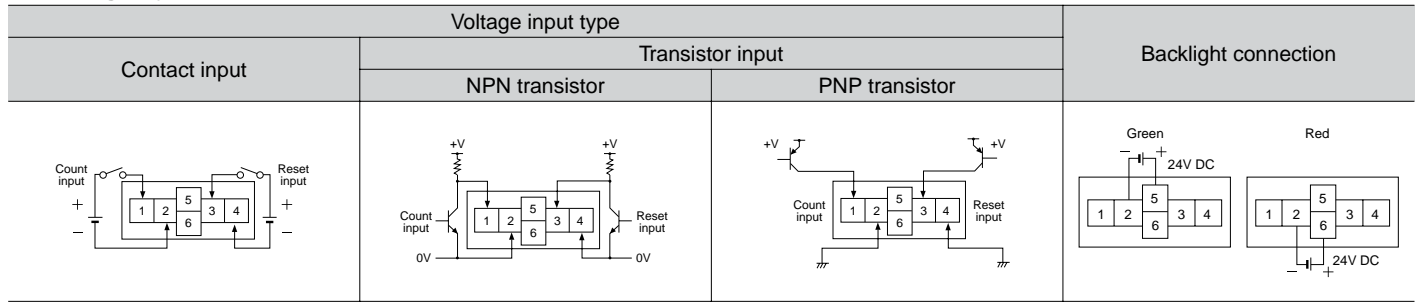 Voltage input type
Backlight connection
Contact input
Transistor input
NPN transistor
PNP transistor
Count
input
Reset
input
+
−
+
−
1 2 5 6 3 4
+V
+V
Count
input
Reset
input
0V
0V
1 2 5 6 3 4
+V
+V
Count
input
Reset
input
1 2 5 6 3 4
Green
− +
24V DC
1 2 5 6 3 4
Red
1 2 5 6 3 4
− +
24V DC